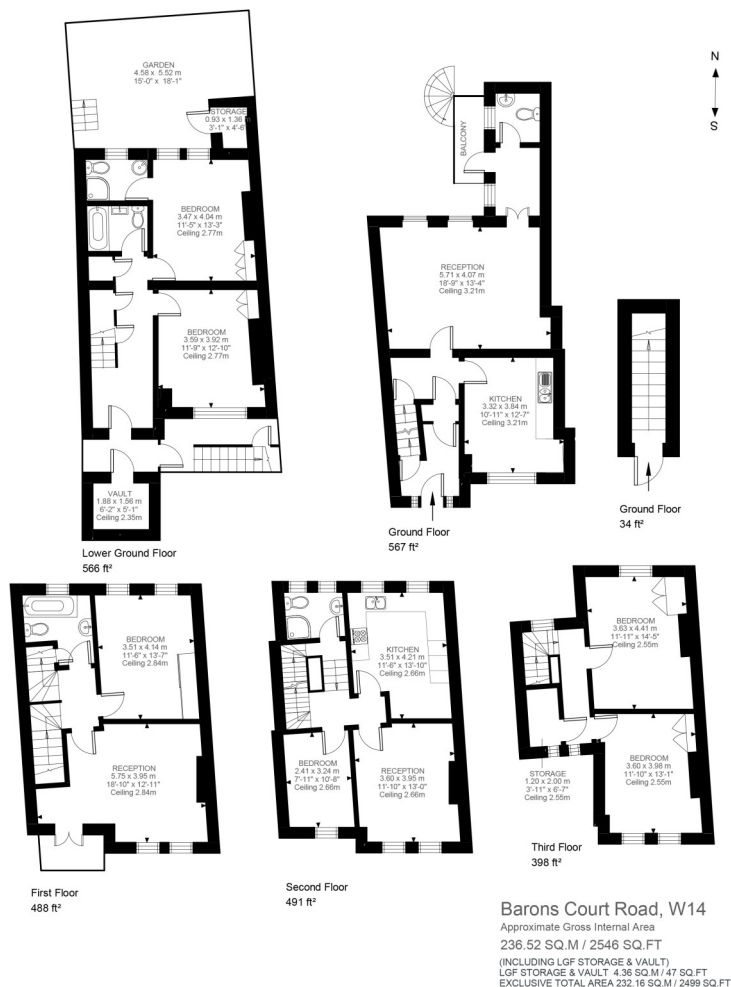 GARDEN
4.58 x 5.52 m
15'-0" x 18'-1"
STORAGE
0.93 x 1.36 m
3'-1" x 4'-6"
BEDROOM
3.47 x 4.04 m
11'-5" x 13'-3"
Ceiling 2.77m
BEDROOM
3.59 x 3.92 m
11'-9" x 12'-10"
Ceiling 2.77m
VAULT
1.88 x 1.56 m
6'-2" x 5'-1"
Ceiling 2.35m
Lower Ground Floor
566 ft²
BALCONY
RECEPTION
5.71 x 4.07 m
18'-9" x 13'-4"
Ceiling 3.21m
KITCHEN
3.32 x 3.84 m
10'-11" x 12'-7"
Ceiling 3.21m
Ground Floor
567 ft²
N
S
Ground Floor
34 ft²
BEDROOM
3.51 x 4.14 m
11'-6" x 13'-7"
Ceiling 2.84m
RECEPTION
5.75 x 3.95 m
18'-10" x 12'-11"
Ceiling 2.84m
First Floor
488 ft²
KITCHEN
3.51 x 4.21 m
11'-6" x 13'-10"
Ceiling 2.66m
BEDROOM
2.41 x 3.24 m
7'-11" x 10'-8"
Ceiling 2.66m
RECEPTION
3.60 x 3.95 m
11'-10" x 13'-0"
Ceiling 2.66m
Second Floor
491 ft²
BEDROOM
3.63 x 4.41 m
11'-11" x 14'-5"
Ceiling 2.55m
BEDROOM
3.60 x 3.98 m
11'-10" x 13'-1"
Ceiling 2.55m
STORAGE
1.20 x 2.00 m
3'-11" x 6'-7"
Ceiling 2.55m
Third Floor
398 ft²
Barons Court Road, W14
Approximate Gross Internal Area
236.52 SQ.M / 2546 SQ.FT
(INCLUDING LGF STORAGE & VAULT)
LGF STORAGE & VAULT 4.36 SQ.M / 47 SQ.FT
EXCLUSIVE TOTAL AREA 232.16 SQ.M / 2499 SQ.FT